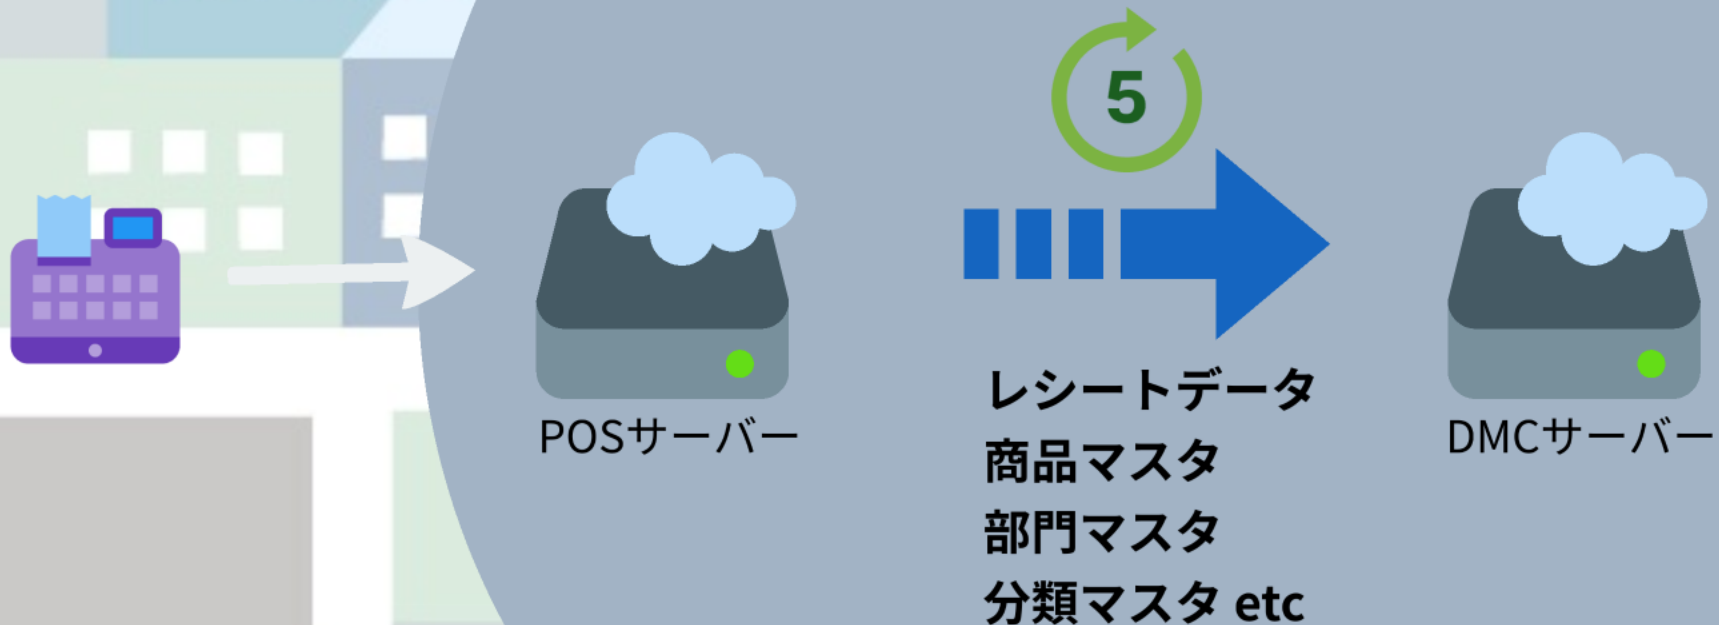 5
POSサーバー
レシートデータ
商品マスタ
部門マスタ
分類マスタ etc
DMCサーバー